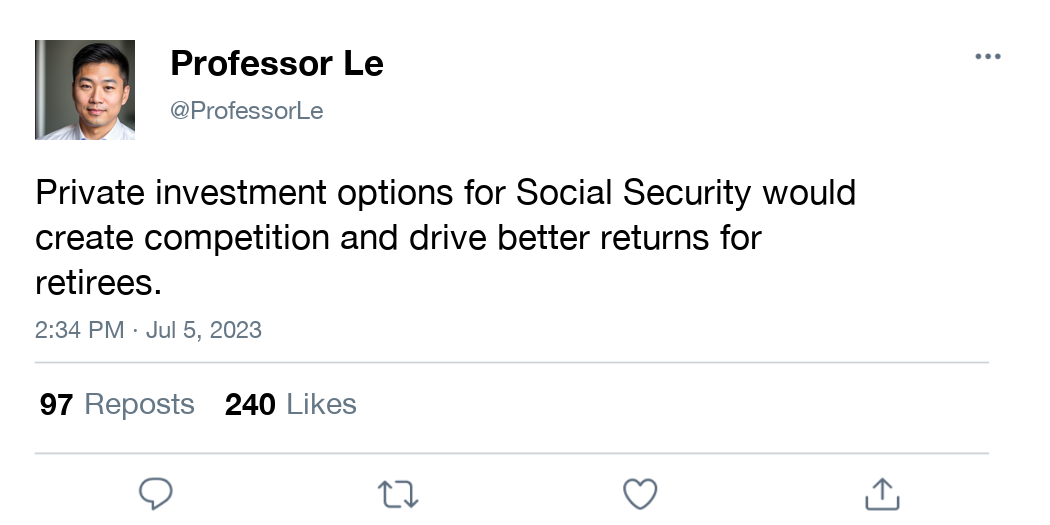 Professor Le
@ProfessorLe
Private investment options for Social Security would
create competition and drive better returns for
retirees.
2:34 PM · Jul 5, 2023
97 Reposts 240 Likes